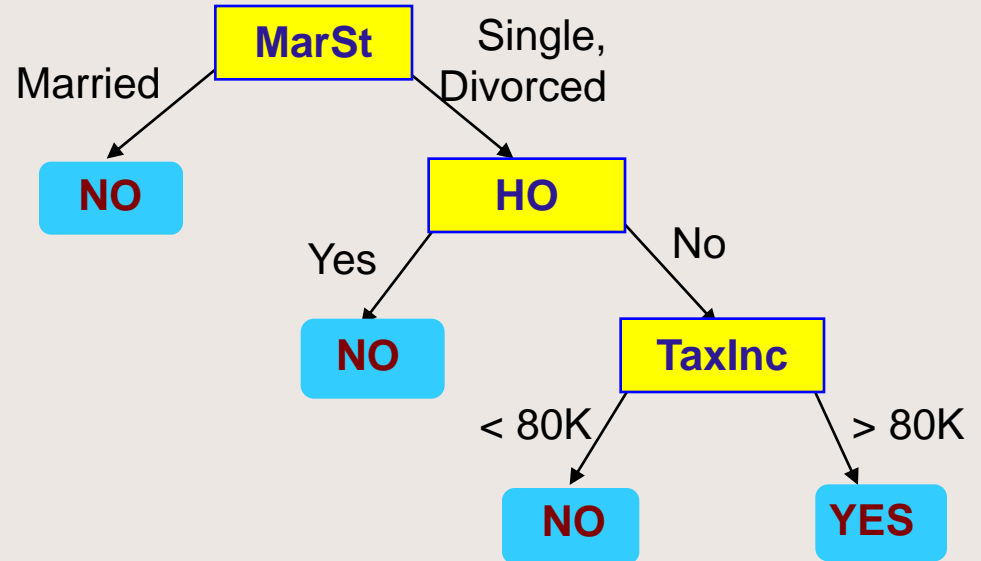 MarSt
Single,
Divorced
Married
NO
HO
Yes
No
NO
TaxInc
< 80K
> 80K
NO
YES